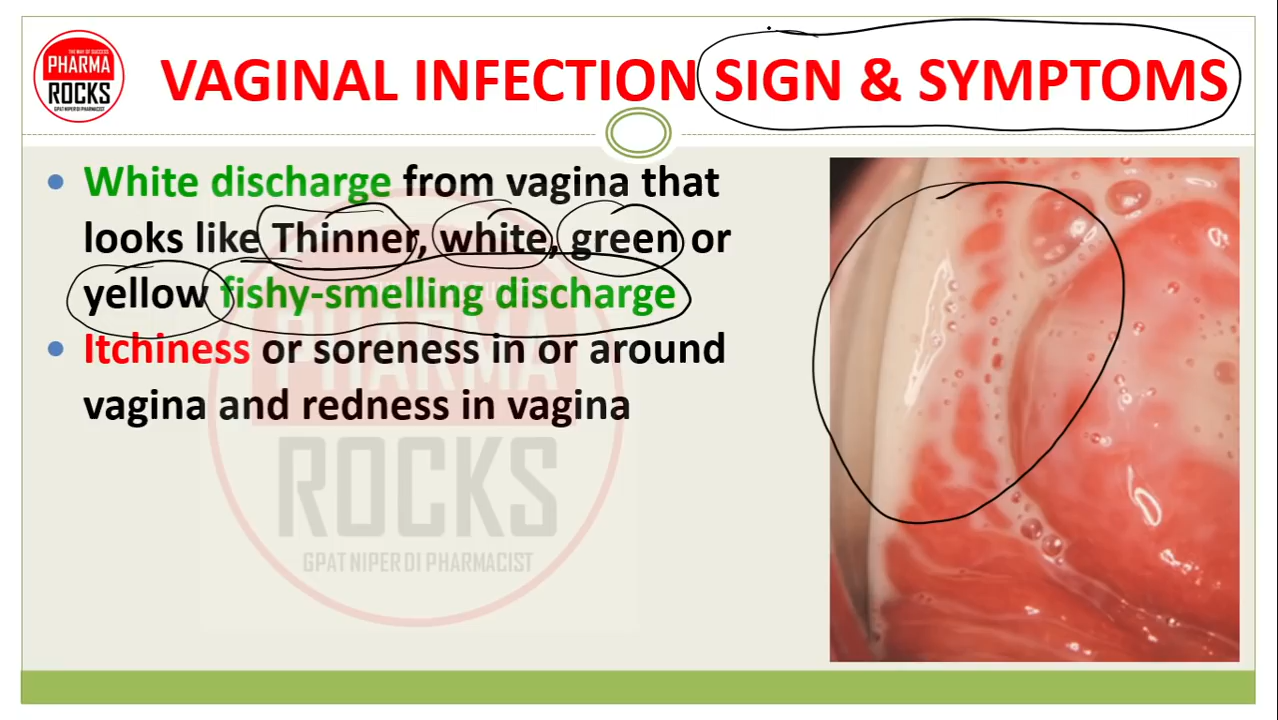 THE WAY OF SUCCESS
PHARMA
ROCKS
GPAT NIPER DI PHARMACIST
VAGINAL INFECTION SIGN & SYMPTOMS
• White discharge from vagina that
looks like Thinner, white, green or
yellow fishy-smelling discharge
• Itchiness or soreness in or around
vagina and redness in vagina
ROCKS
GPAT NIPER DI PHARMACIST